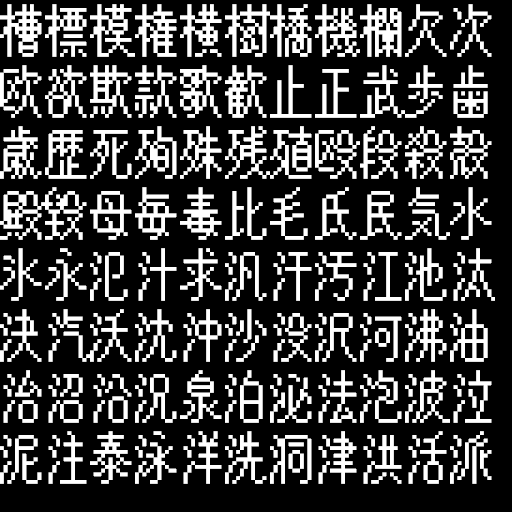 槽標模権横樹橘機欄欠次
欧欲欺款歌歓止正武歩歯
歳歴死殉殊残殖殴段殺殻
殿毀母毎毒比毛氏民気水
氷永氾汁求汎汗汚江池汰
決汽沃沈沖沙没沢河沸油
治沼沿況泉泊泌法泡波泣
泥注泰泳洋洗洞津洪活派